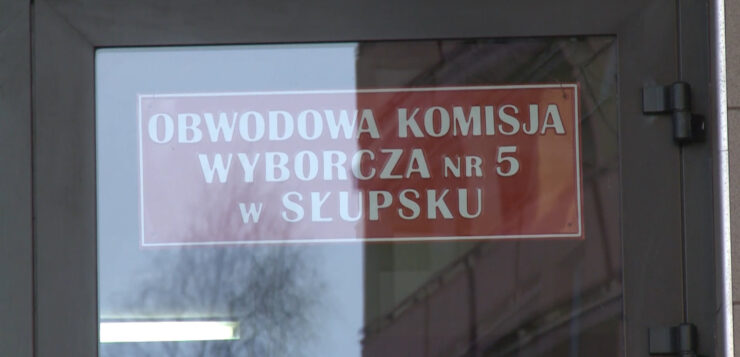 OBWODOWA KOMISJA
WYBORCZA NR 5
W SŁUPSKU